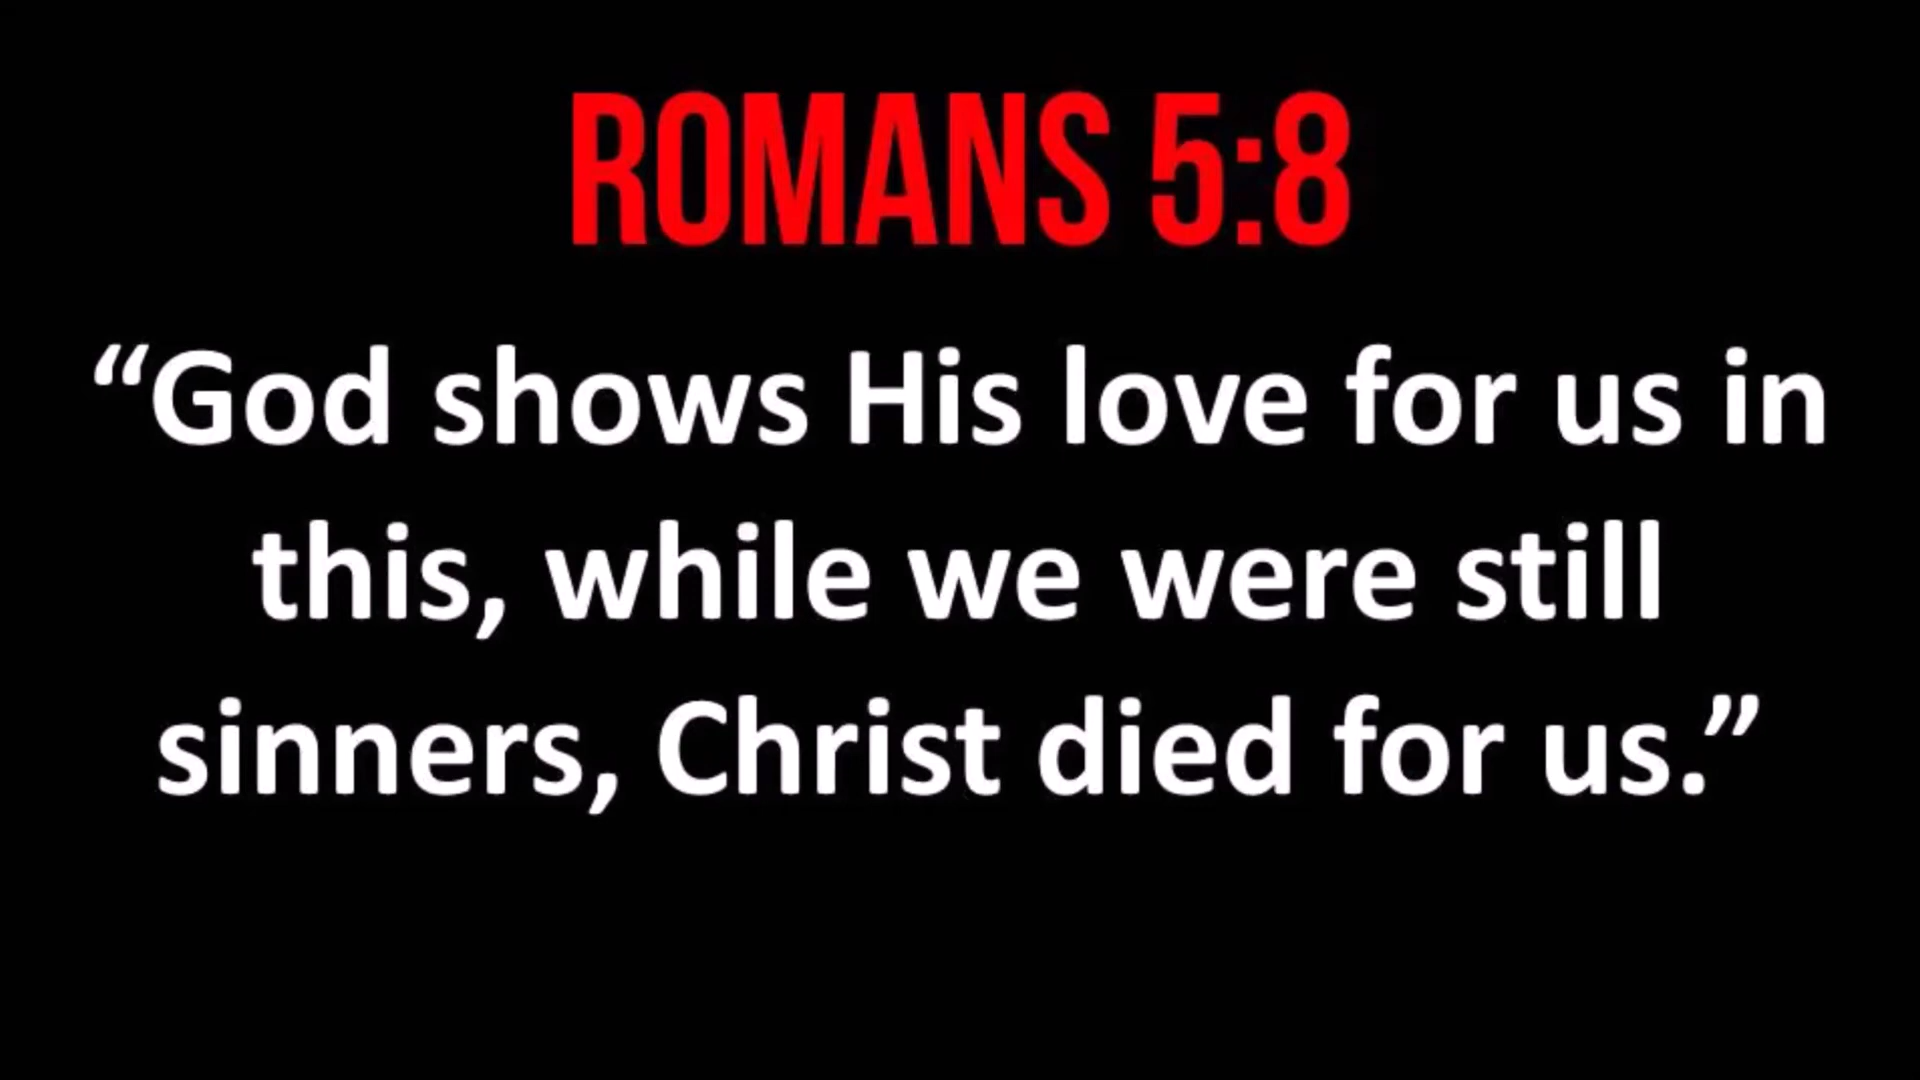 ROMANS 5:8
“God shows His love for us in
this, while we were still
sinners, Christ died for us.”